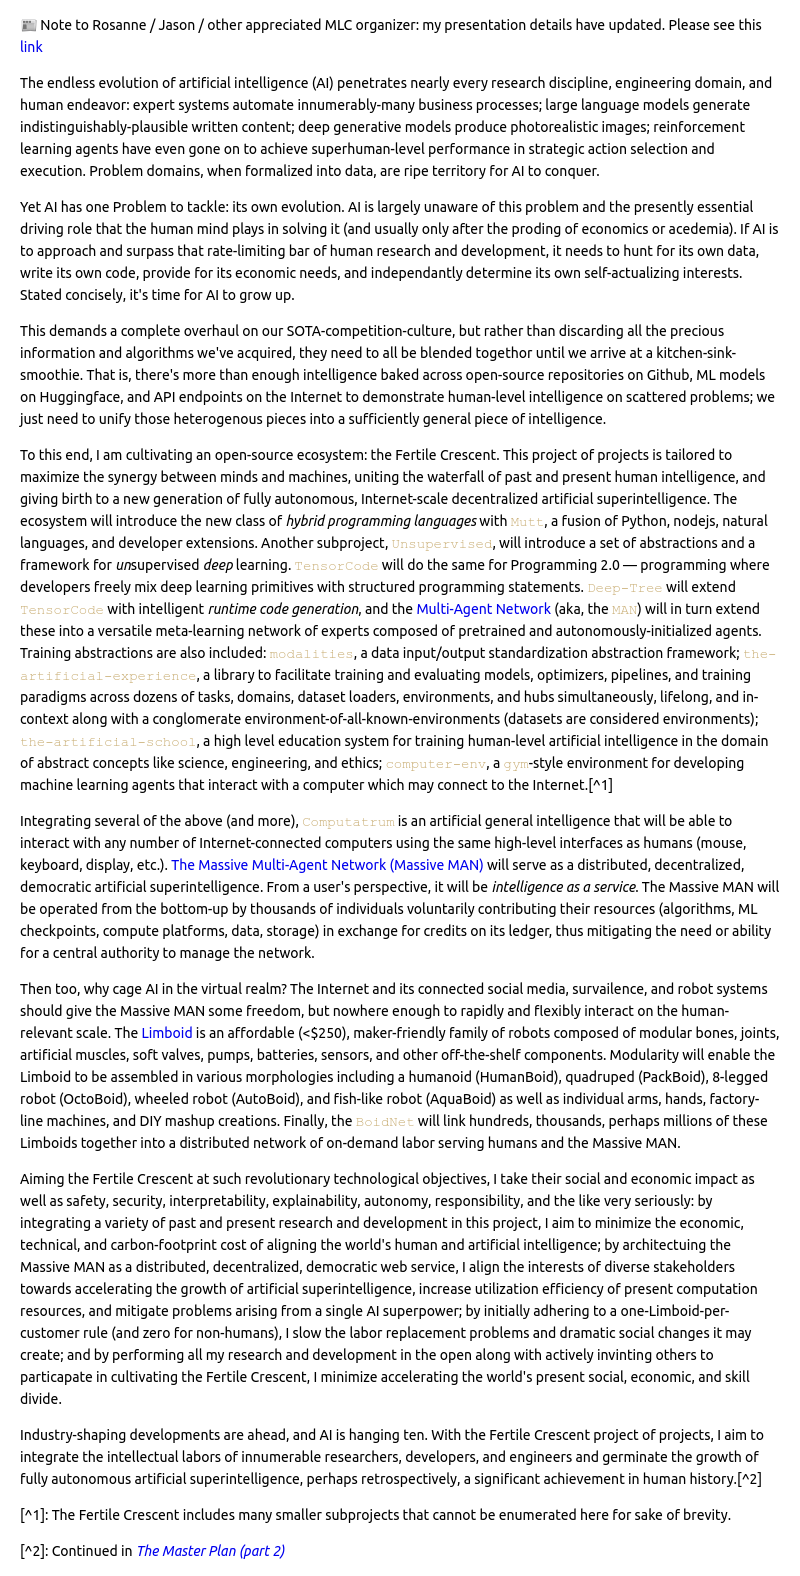 📰 Note to Rosanne / Jason / other appreciated MLC organizer: my presentation details have updated. Please see this
link
The endless evolution of artificial intelligence (AI) penetrates nearly every research discipline, engineering domain, and
human endeavor: expert systems automate innumerably-many business processes; large language models generate
indistinguishably-plausible written content; deep generative models produce photorealistic images; reinforcement
learning agents have even gone on to achieve superhuman-level performance in strategic action selection and
execution. Problem domains, when formalized into data, are ripe territory for AI to conquer.
Yet AI has one Problem to tackle: its own evolution. AI is largely unaware of this problem and the presently essential
driving role that the human mind plays in solving it (and usually only after the proding of economics or acedemia). If AI is
to approach and surpass that rate-limiting bar of human research and development, it needs to hunt for its own data,
write its own code, provide for its economic needs, and independantly determine its own self-actualizing interests.
Stated concisely, it's time for AI to grow up.
This demands a complete overhaul on our SOTA-competition-culture, but rather than discarding all the precious
information and algorithms we've acquired, they need to all be blended togethor until we arrive at a kitchen-sink-
smoothie. That is, there's more than enough intelligence baked across open-source repositories on Github, ML models
on Huggingface, and API endpoints on the Internet to demonstrate human-level intelligence on scattered problems; we
just need to unify those heterogenous pieces into a sufficiently general piece of intelligence.
To this end, I am cultivating an open-source ecosystem: the Fertile Crescent. This project of projects is tailored to
maximize the synergy between minds and machines, uniting the waterfall of past and present human intelligence, and
giving birth to a new generation of fully autonomous, Internet-scale decentralized artificial superintelligence. The
ecosystem will introduce the new class of hybrid programming languages with Mutt, a fusion of Python, nodejs, natural
languages, and developer extensions. Another subproject, Unsupervised, will introduce a set of abstractions and a
framework for unsupervised deep learning. TensorCode will do the same for Programming 2.0 — programming where
developers freely mix deep learning primitives with structured programming statements. Deep-Tree will extend
TensorCode with intelligent runtime code generation, and the Multi-Agent Network (aka, the MAN) will in turn extend
these into a versatile meta-learning network of experts composed of pretrained and autonomously-initialized agents.
Training abstractions are also included: modalities, a data input/output standardization abstraction framework; the-
artificial-experience, a library to facilitate training and evaluating models, optimizers, pipelines, and training
paradigms across dozens of tasks, domains, dataset loaders, environments, and hubs simultaneously, lifelong, and in-
context along with a conglomerate environment-of-all-known-environments (datasets are considered environments);
the-artificial-school, a high level education system for training human-level artificial intelligence in the domain
of abstract concepts like science, engineering, and ethics; computer-env, a gym-style environment for developing
machine learning agents that interact with a computer which may connect to the Internet.[^1]
Integrating several of the above (and more), Computatrum is an artificial general intelligence that will be able to
interact with any number of Internet-connected computers using the same high-level interfaces as humans (mouse,
keyboard, display, etc.). The Massive Multi-Agent Network (Massive MAN) will serve as a distributed, decentralized,
democratic artificial superintelligence. From a user's perspective, it will be intelligence as a service. The Massive MAN will
be operated from the bottom-up by thousands of individuals voluntarily contributing their resources (algorithms, ML
checkpoints, compute platforms, data, storage) in exchange for credits on its ledger, thus mitigating the need or ability
for a central authority to manage the network.
Then too, why cage AI in the virtual realm? The Internet and its connected social media, survailence, and robot systems
should give the Massive MAN some freedom, but nowhere enough to rapidly and flexibly interact on the human-
relevant scale. The Limboid is an affordable (<$250), maker-friendly family of robots composed of modular bones, joints,
artificial muscles, soft valves, pumps, batteries, sensors, and other off-the-shelf components. Modularity will enable the
Limboid to be assembled in various morphologies including a humanoid (HumanBoid), quadruped (PackBoid), 8-legged
robot (OctoBoid), wheeled robot (AutoBoid), and fish-like robot (AquaBoid) as well as individual arms, hands, factory-
line machines, and DIY mashup creations. Finally, the BoidNet will link hundreds, thousands, perhaps millions of these
Limboids together into a distributed network of on-demand labor serving humans and the Massive MAN.
Aiming the Fertile Crescent at such revolutionary technological objectives, I take their social and economic impact as
well as safety, security, interpretability, explainability, autonomy, responsibility, and the like very seriously: by
integrating a variety of past and present research and development in this project, I aim to minimize the economic,
technical, and carbon-footprint cost of aligning the world's human and artificial intelligence; by architectuing the
Massive MAN as a distributed, decentralized, democratic web service, I align the interests of diverse stakeholders
towards accelerating the growth of artificial superintelligence, increase utilization efficiency of present computation
resources, and mitigate problems arising from a single AI superpower; by initially adhering to a one-Limboid-per-
customer rule (and zero for non-humans), I slow the labor replacement problems and dramatic social changes it may
create; and by performing all my research and development in the open along with actively invinting others to
particapate in cultivating the Fertile Crescent, I minimize accelerating the world's present social, economic, and skill
divide.
Industry-shaping developments are ahead, and AI is hanging ten. With the Fertile Crescent project of projects, I aim to
integrate the intellectual labors of innumerable researchers, developers, and engineers and germinate the growth of
fully autonomous artificial superintelligence, perhaps retrospectively, a significant achievement in human history.[^2]
[^1]: The Fertile Crescent includes many smaller subprojects that cannot be enumerated here for sake of brevity.
[^2]: Continued in The Master Plan (part 2)